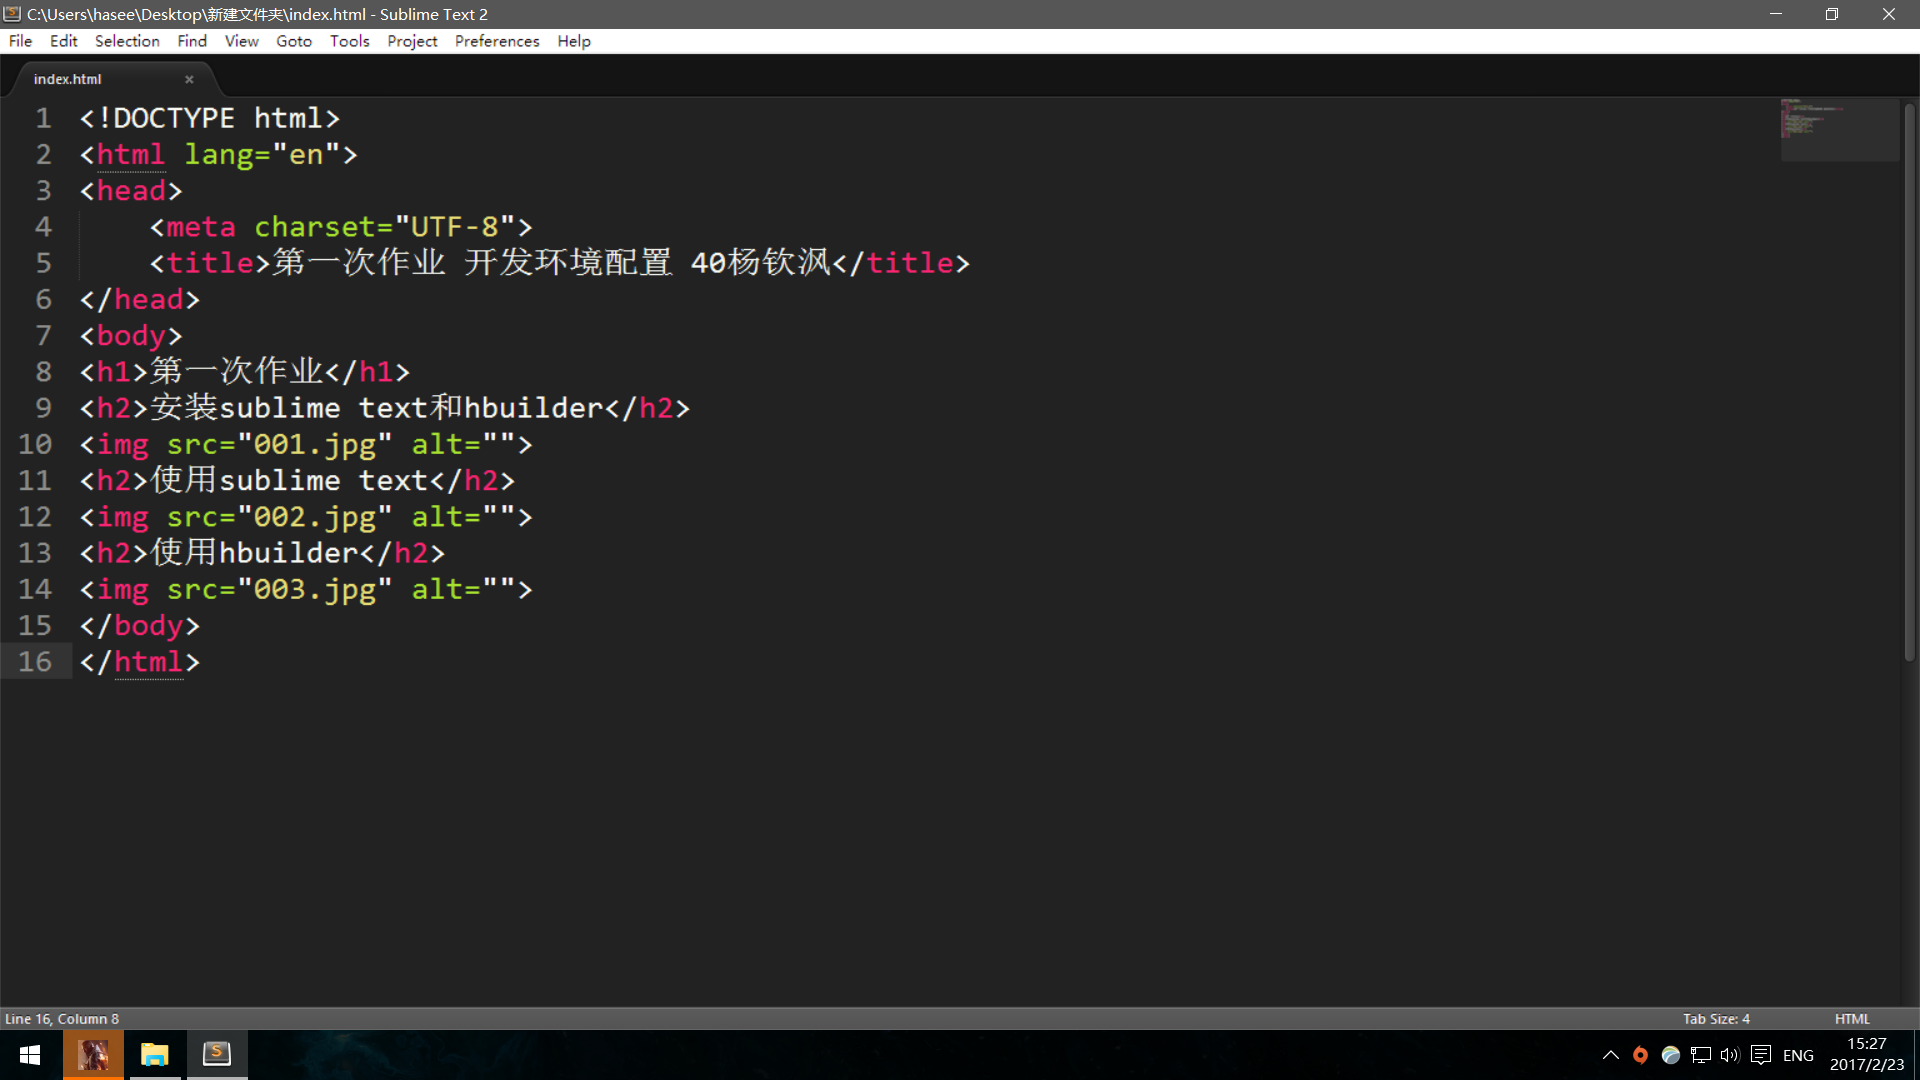 C:\Users\hasee\Desktop\新建文件夹\index.html - Sublime Text 2
File Edit Selection Find View Goto Tools Project Preferences Help
index.html ×
1 <!DOCTYPE html>
2 <html lang="en">
3 <head>
4     <meta charset="UTF-8">
5     <title>第一次作业 开发环境配置 40杨钦沨</title>
6 </head>
7 <body>
8 <h1>第一次作业</h1>
9 <h2>安装sublime text和hbuilder</h2>
10 <img src="001.jpg" alt="">
11 <h2>使用sublime text</h2>
12 <img src="002.jpg" alt="">
13 <h2>使用hbuilder</h2>
14 <img src="003.jpg" alt="">
15 </body>
16 </html>
Line 16, Column 8 Tab Size: 4 HTML
ENG 15:27
2017/2/23